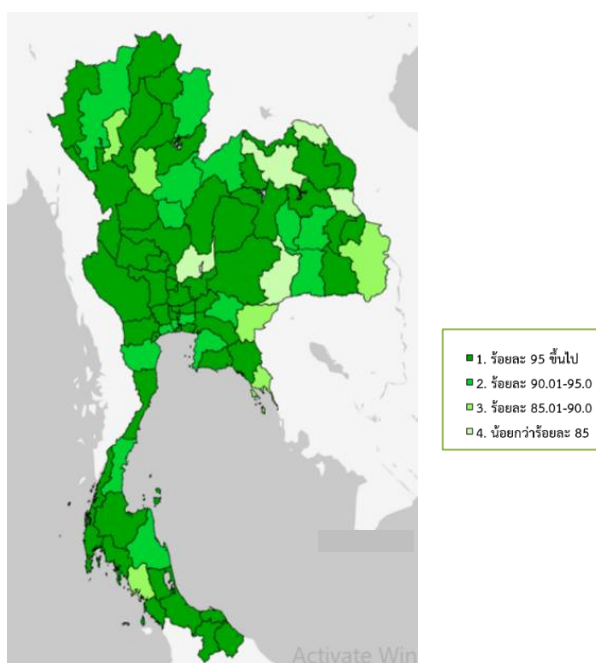 1. ร้อยละ 95 ขึ้นไป
2. ร้อยละ 90.01-95.0
3. ร้อยละ 85.01-90.0
4. น้อยกว่าร้อยละ 85
Activate Win